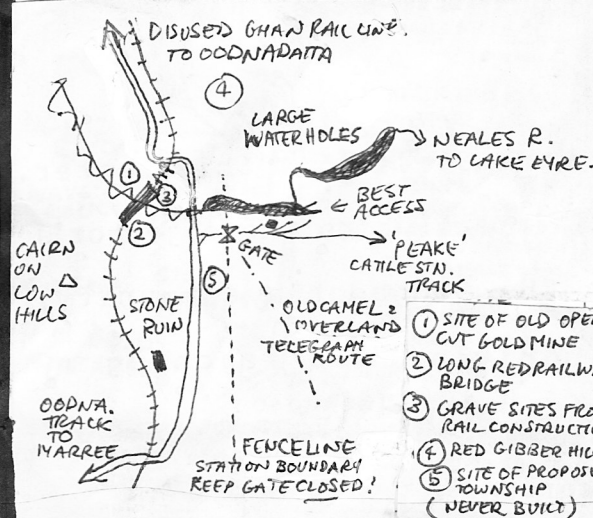 DISUSED GHAN RAIL LINE.
TO OODNADATTA
④
LARGE
WATERHOLES
NEALES R.
TO LAKE EYRE.
①
③
②
← BEST
ACCESS
GATE
'PEAKE'
CATTLE STN.
TRACK
⑤
CAIRN
ON
LOW
HILLS
STONE
RUIN
OLD CAMEL &
OVERLAND
TELEGRAPH
ROUTE
OODNA.
TRACK
TO
MARREE
FENCELINE
STATION BOUNDARY
KEEP GATE CLOSED!
① SITE OF OLD OPE
CUT GOLD MINE
② LONG RED RAILW
BRIDGE
③ GRAVE SITES FRO
RAIL CONSTRUCTI
④ RED GIBBER HIL
⑤ SITE OF PROPOSE
TOWNSHIP
(NEVER BUILT)